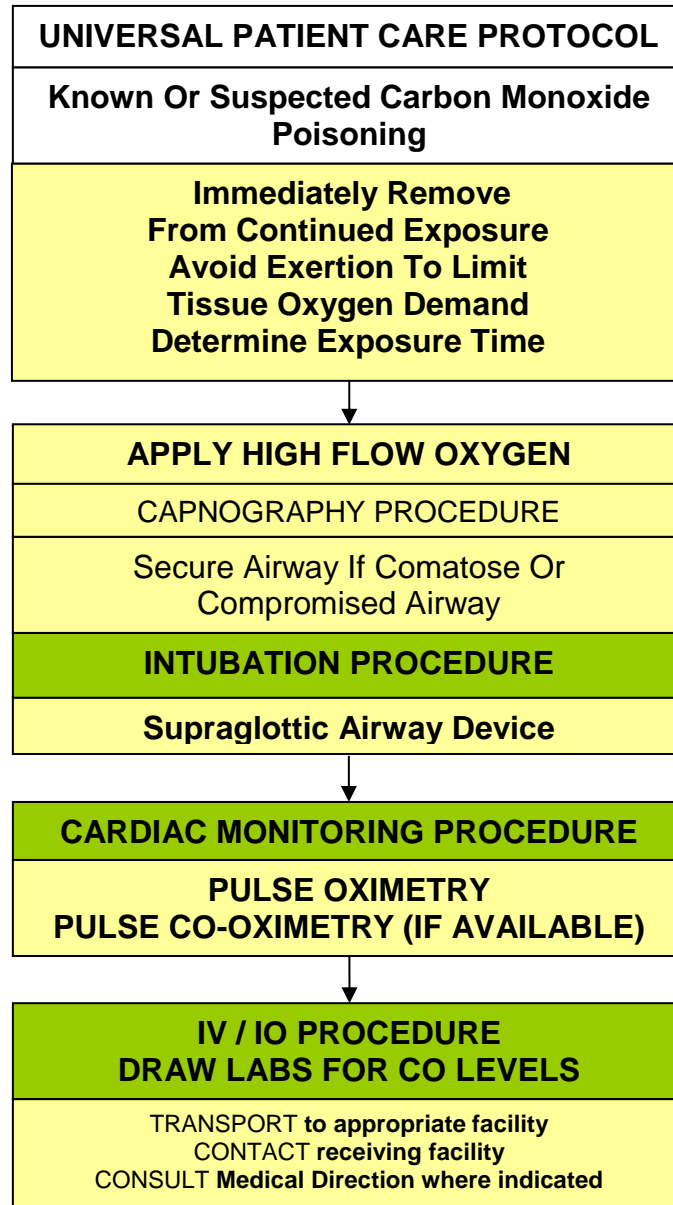 UNIVERSAL PATIENT CARE PROTOCOL
Known Or Suspected Carbon Monoxide
Poisoning
Immediately Remove
From Continued Exposure
Avoid Exertion To Limit
Tissue Oxygen Demand
Determine Exposure Time
APPLY HIGH FLOW OXYGEN
CAPNOGRAPHY PROCEDURE
Secure Airway If Comatose Or
Compromised Airway
INTUBATION PROCEDURE
Supraglottic Airway Device
CARDIAC MONITORING PROCEDURE
PULSE OXIMETRY
PULSE CO-OXIMETRY (IF AVAILABLE)
IV / IO PROCEDURE
DRAW LABS FOR CO LEVELS
TRANSPORT to appropriate facility
CONTACT receiving facility
CONSULT Medical Direction where indicated